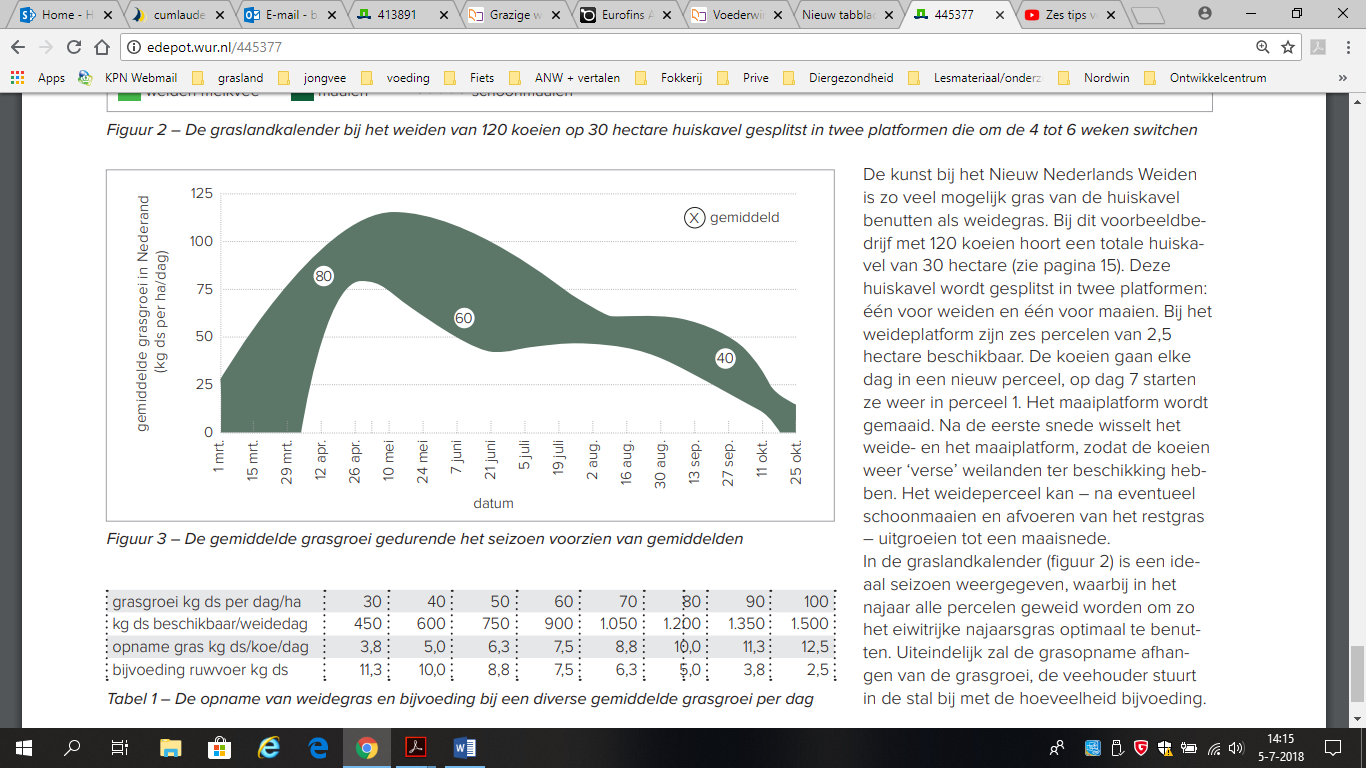 Home - H
cumlaude
E-mail - b
413891
Grazige w
Eurofins A
Voederwi
Nieuw tabbla
445377
Zes tips v
edepot.wur.nl/445377
Apps
KPN Webmail
grasland
jongvee
voeding
Fiets
ANW + vertalen
Fokkerij
Prive
Diergezondheid
Lesmateriaal/onderz
Nordwin
Ontwikkelcentrum
»
weiden melkvee
maaien
schoonmaaien
Figuur 2 – De graslandkalender bij het weiden van 120 koeien op 30 hectare huiskavel gesplitst in twee platformen die om de 4 tot 6 weken switchen
gemiddelde grasgroei in Nederand
(kg ds per ha/dag)
125
100
75
50
25
0
X gemiddeld
80
60
40
1 mrt.
15 mrt.
29 mrt.
12 apr.
26 apr.
10 mei
24 mei
7 juni
21 juni
5 juli
19 juli
2 aug.
16 aug.
30 aug.
13 sep.
27 sep.
11 okt.
25 okt.
datum
Figuur 3 – De gemiddelde grasgroei gedurende het seizoen voorzien van gemiddelden
grasgroei kg ds per dag/ha 30 40 50 60 70 80 90 100
kg ds beschikbaar/weidedag 450 600 750 900 1.050 1.200 1.350 1.500
opname gras kg ds/koe/dag 3,8 5,0 6,3 7,5 8,8 10,0 11,3 12,5
bijvoeding ruwvoer kg ds 11,3 10,0 8,8 7,5 6,3 5,0 3,8 2,5
Tabel 1 – De opname van weidegras en bijvoeding bij een diverse gemiddelde grasgroei per dag
De kunst bij het Nieuw Nederlands Weiden
is zo veel mogelijk gras van de huiskavel
benutten als weidegras. Bij dit voorbeeldbe-
drijf met 120 koeien hoort een totale huiska-
vel van 30 hectare (zie pagina 15). Deze
huiskavel wordt gesplitst in twee platformen:
één voor weiden en één voor maaien. Bij het
weideplatform zijn zes percelen van 2,5
hectare beschikbaar. De koeien gaan elke
dag in een nieuw perceel, op dag 7 starten
ze weer in perceel 1. Het maaiplatform wordt
gemaaid. Na de eerste snede wisselt het
weide- en het maaiplatform, zodat de koeien
weer ‘verse’ weilanden ter beschikking heb-
ben. Het weideperceel kan – na eventueel
schoonmaaien en afvoeren van het restgras
– uitgroeien tot een maaisnede.
In de graslandkalender (figuur 2) is een ide-
aal seizoen weergegeven, waarbij in het
najaar alle percelen geweid worden om zo
het eiwitrijke najaarsgras optimaal te benut-
ten. Uiteindelijk zal de grasopname afhan-
gen van de grasgroei, de veehouder stuurt
in de stal bij met de hoeveelheid bijvoeding.
14:15
5-7-2018